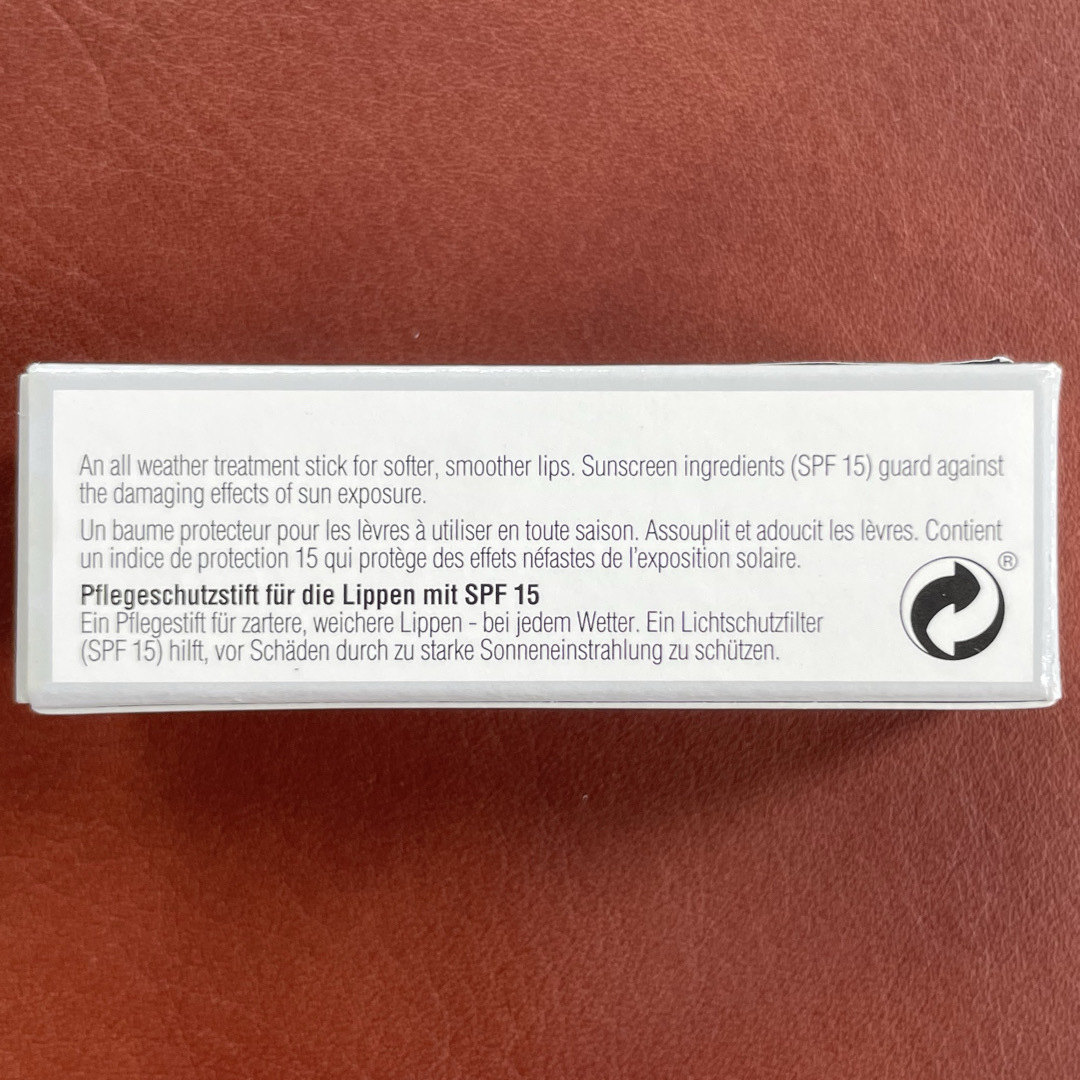 An all weather treatment stick for softer, smoother lips. Sunscreen ingredients (SPF 15) guard against
the damaging effects of sun exposure.
Un baume protecteur pour les lèvres à utiliser en toute saison. Assouplit et adoucit les lèvres. Contient
un indice de protection 15 qui protège des effets néfastes de l'exposition solaire.
Pflegeschutzstift für die Lippen mit SPF 15
Ein Pflegestift für zartere, weichere Lippen - bei jedem Wetter. Ein Lichtschutzfilter
(SPF 15) hilft, vor Schäden durch zu starke Sonneneinstrahlung zu schützen.
®